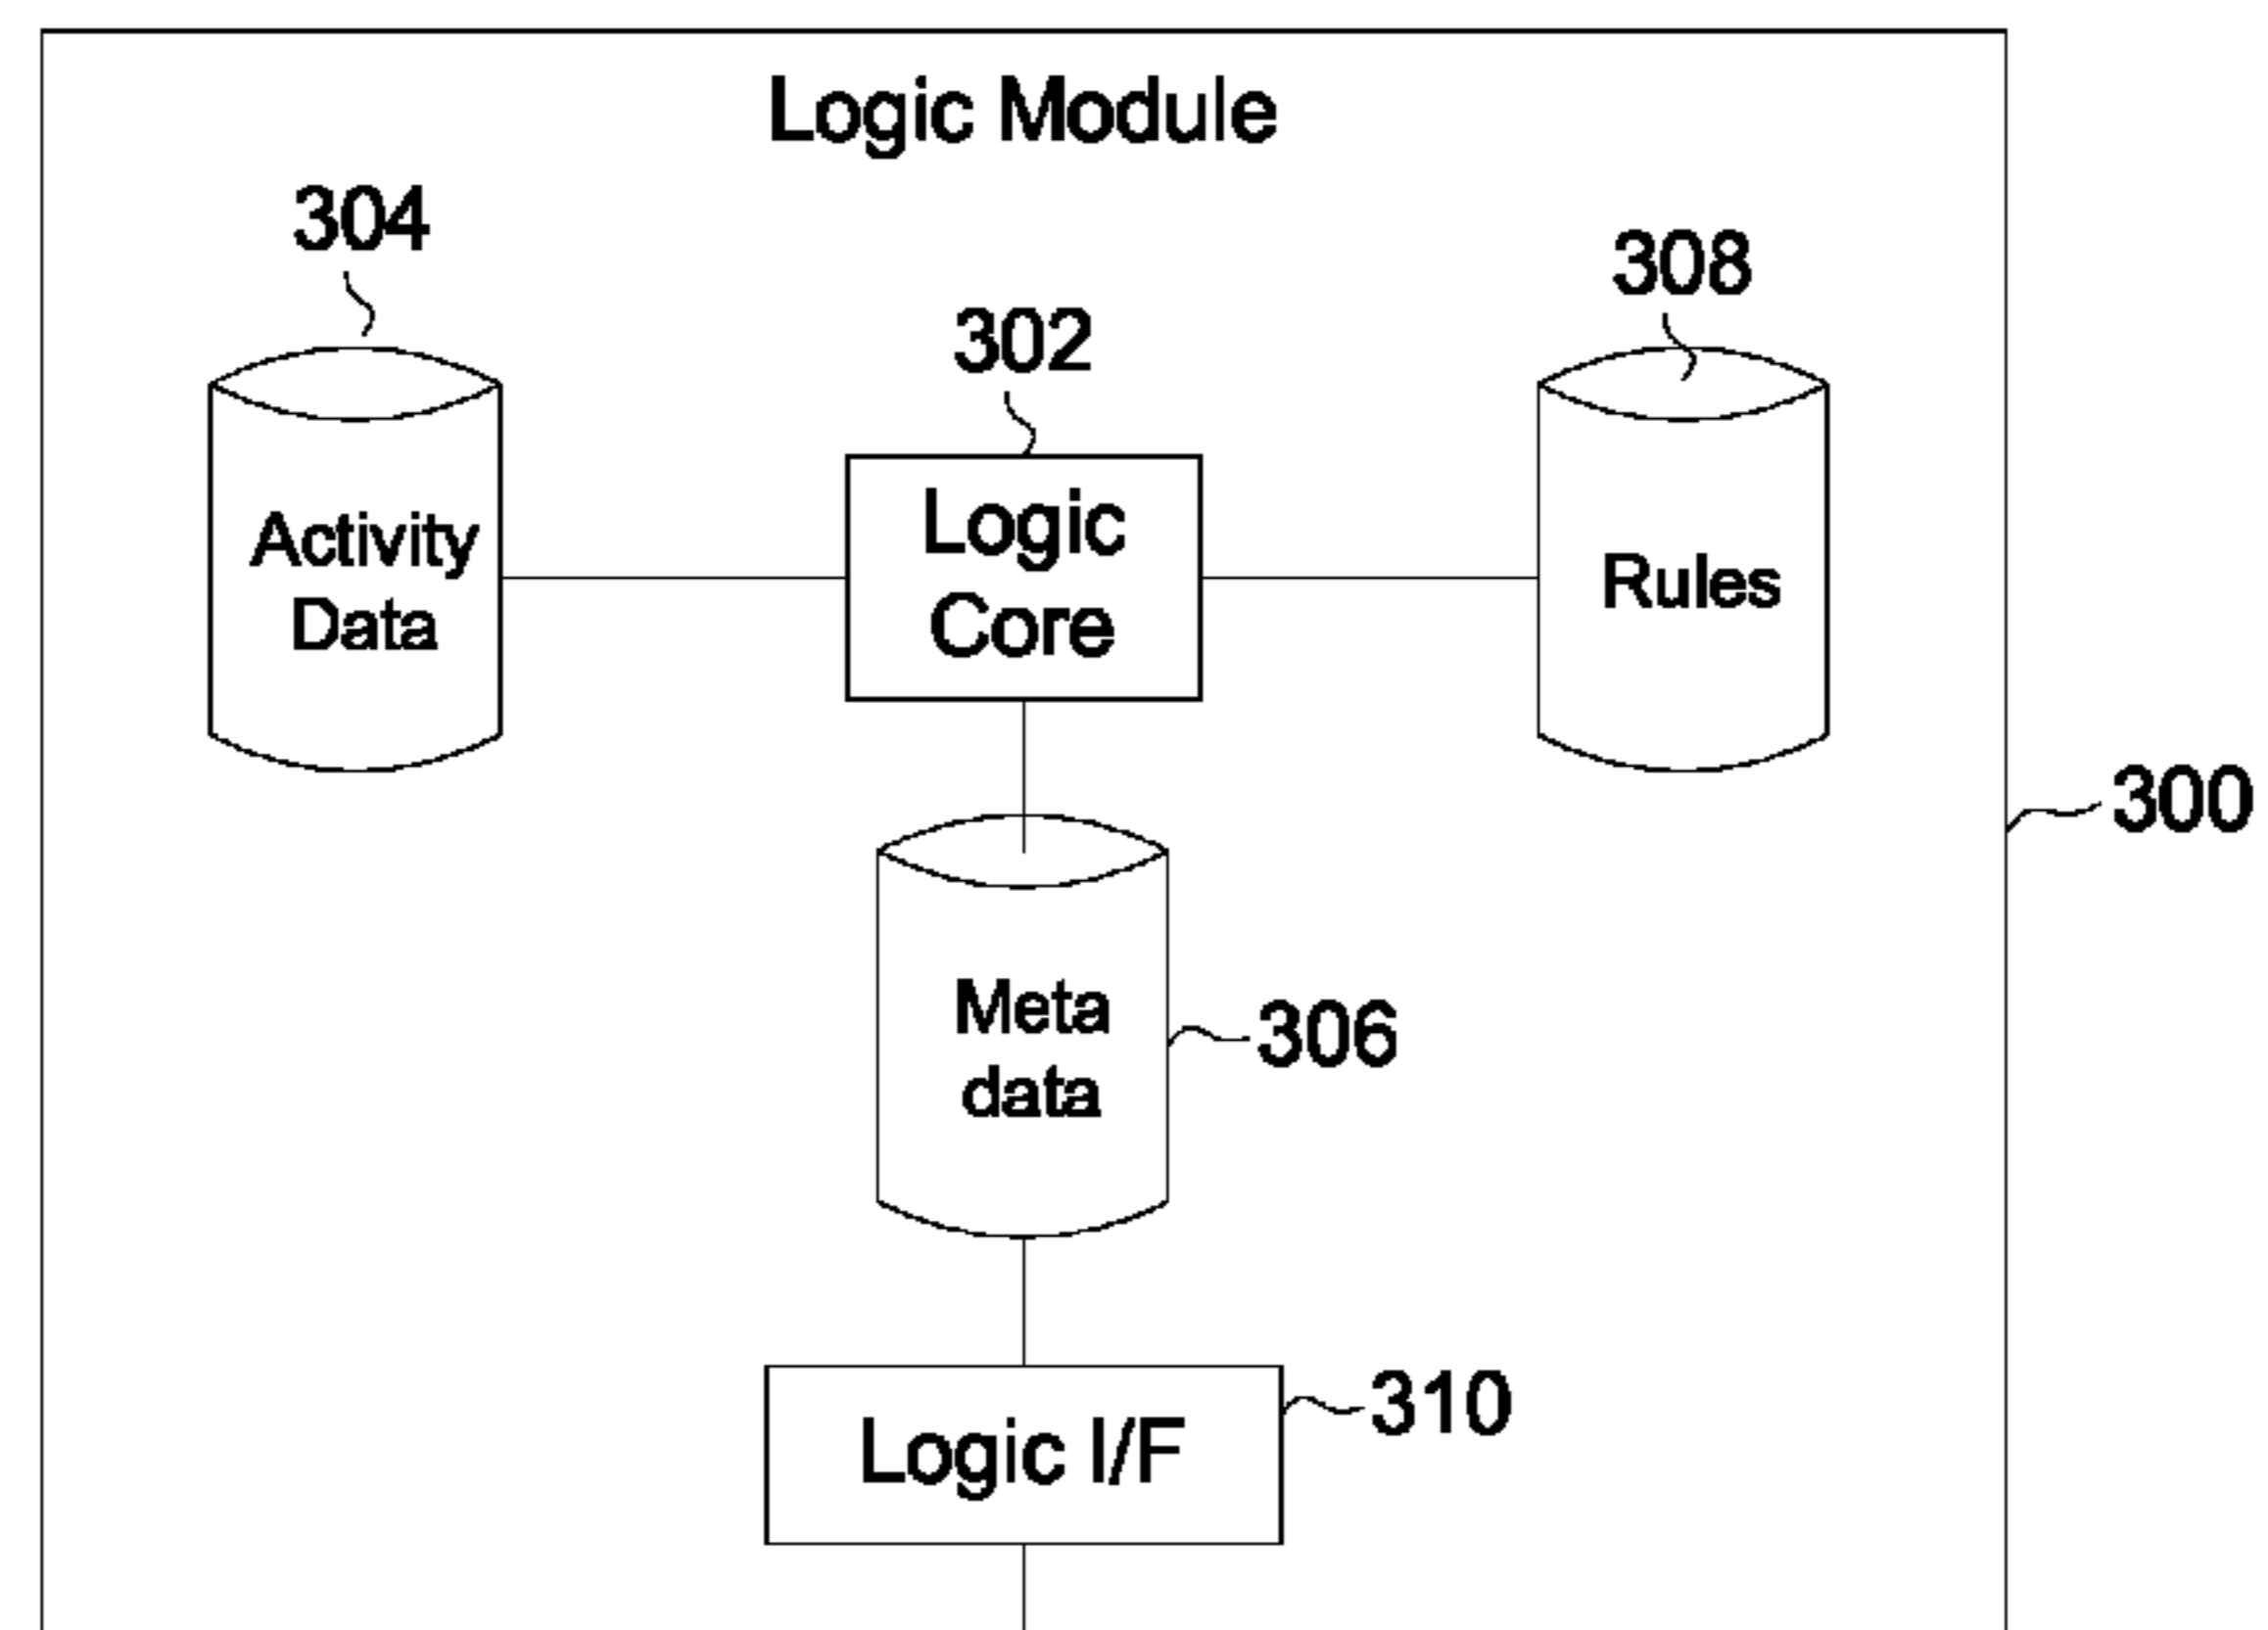 Logic Module
304
308
302
Activity
Data
Logic
Core
Rules
300
Meta
data
306
310
Logic I/F